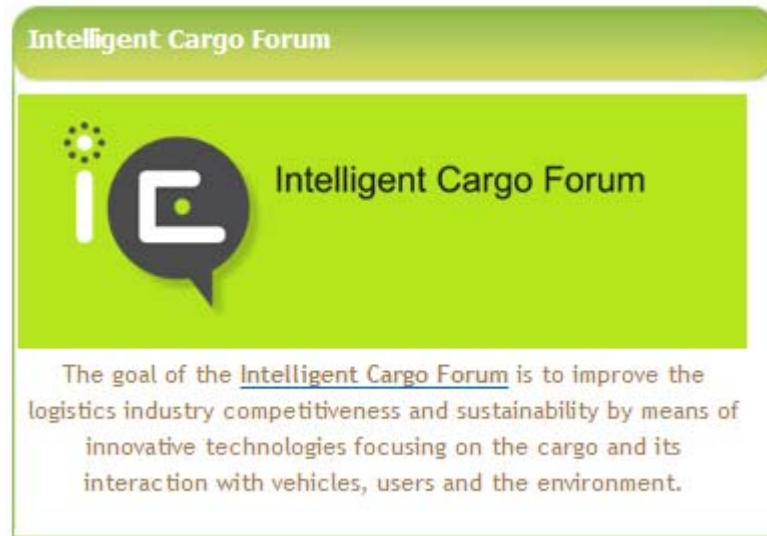 Intelligent Cargo Forum
ic
Intelligent Cargo Forum
The goal of the Intelligent Cargo Forum is to improve the
logistics industry competitiveness and sustainability by means of
innovative technologies focusing on the cargo and its
interaction with vehicles, users and the environment.